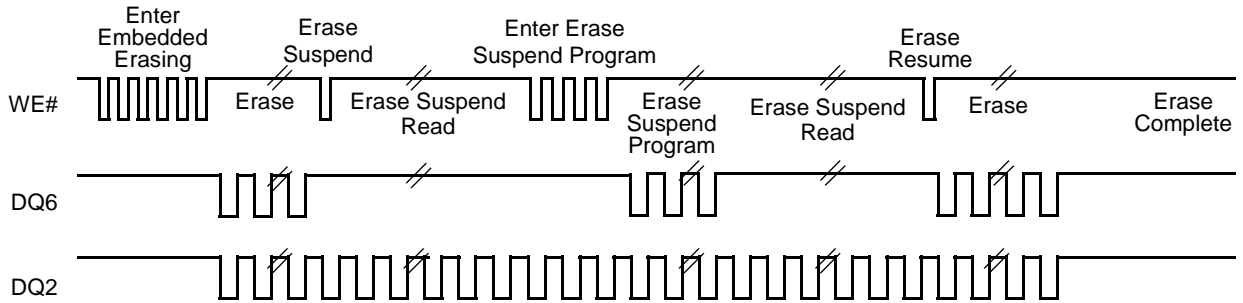 Enter
Embedded
Erasing
Erase
Suspend
Enter Erase
Suspend Program
Erase
Resume
WE#
Erase
Erase Suspend
Read
Erase
Suspend
Program
Erase Suspend
Read
Erase
Erase
Complete
DQ6
DQ2